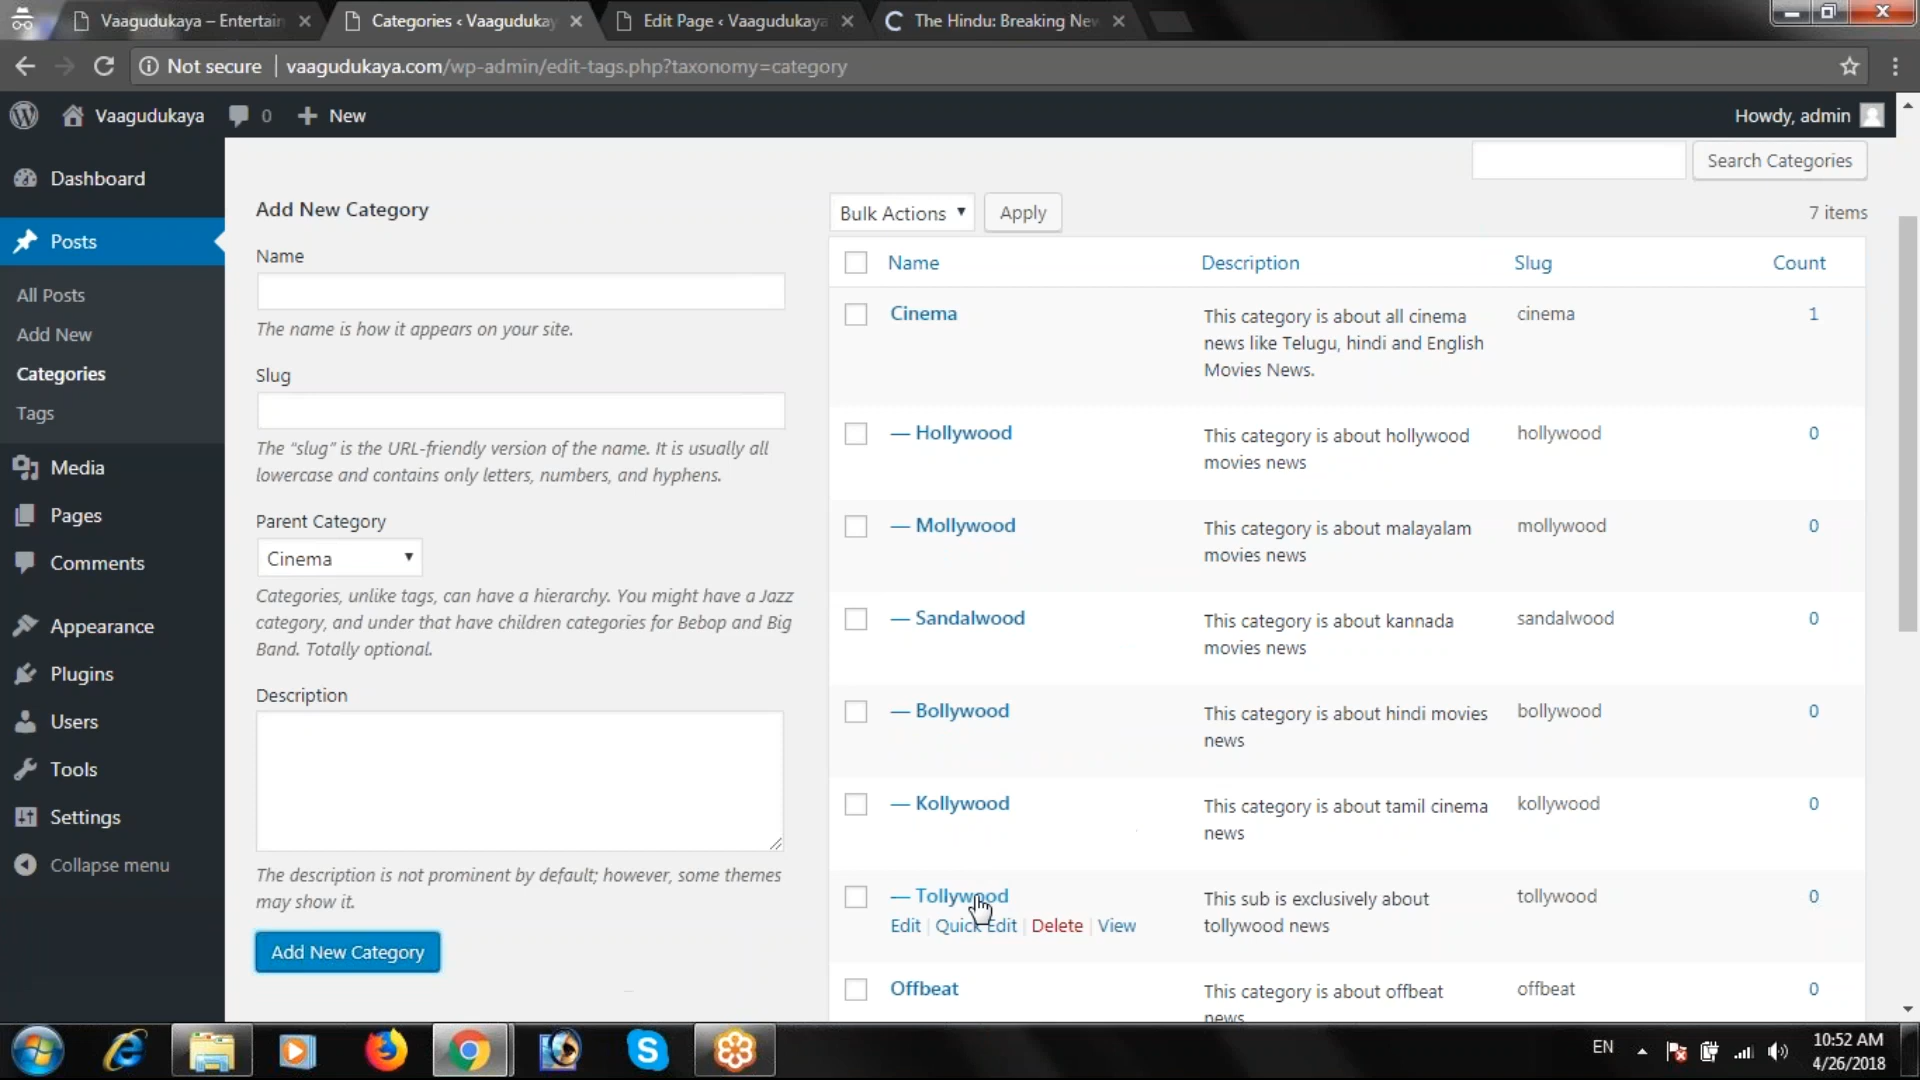 Vaagudukaya – Entertain
Categories ‹ Vaagudukay
Edit Page ‹ Vaagudukaya
The Hindu: Breaking New
Not secure
vaagudukaya.com/wp-admin/edit-tags.php?taxonomy=category
Vaagudukaya
0
New
Howdy, admin
Dashboard
Posts
All Posts
Add New
Categories
Tags
Media
Pages
Comments
Appearance
Plugins
Users
Tools
Settings
Collapse menu
Add New Category
Name
The name is how it appears on your site.
Slug
The “slug” is the URL-friendly version of the name. It is usually all
lowercase and contains only letters, numbers, and hyphens.
Parent Category
Cinema
Categories, unlike tags, can have a hierarchy. You might have a Jazz
category, and under that have children categories for Bebop and Big
Band. Totally optional.
Description
The description is not prominent by default; however, some themes
may show it.
Add New Category
Search Categories
Bulk Actions
Apply
7 items
Name Description Slug Count
Cinema
This category is about all cinema
news like Telugu, hindi and English
Movies News.
cinema
1
— Hollywood
This category is about hollywood
movies news
hollywood
0
— Mollywood
This category is about malayalam
movies news
mollywood
0
— Sandalwood
This category is about kannada
movies news
sandalwood
0
— Bollywood
This category is about hindi movies
news
bollywood
0
— Kollywood
This category is about tamil cinema
news
kollywood
0
— Tollywood
Edit | Quick Edit | Delete | View
This sub is exclusively about
tollywood news
tollywood
0
Offbeat
This category is about offbeat
news
offbeat
0
EN
10:52 AM
4/26/2018